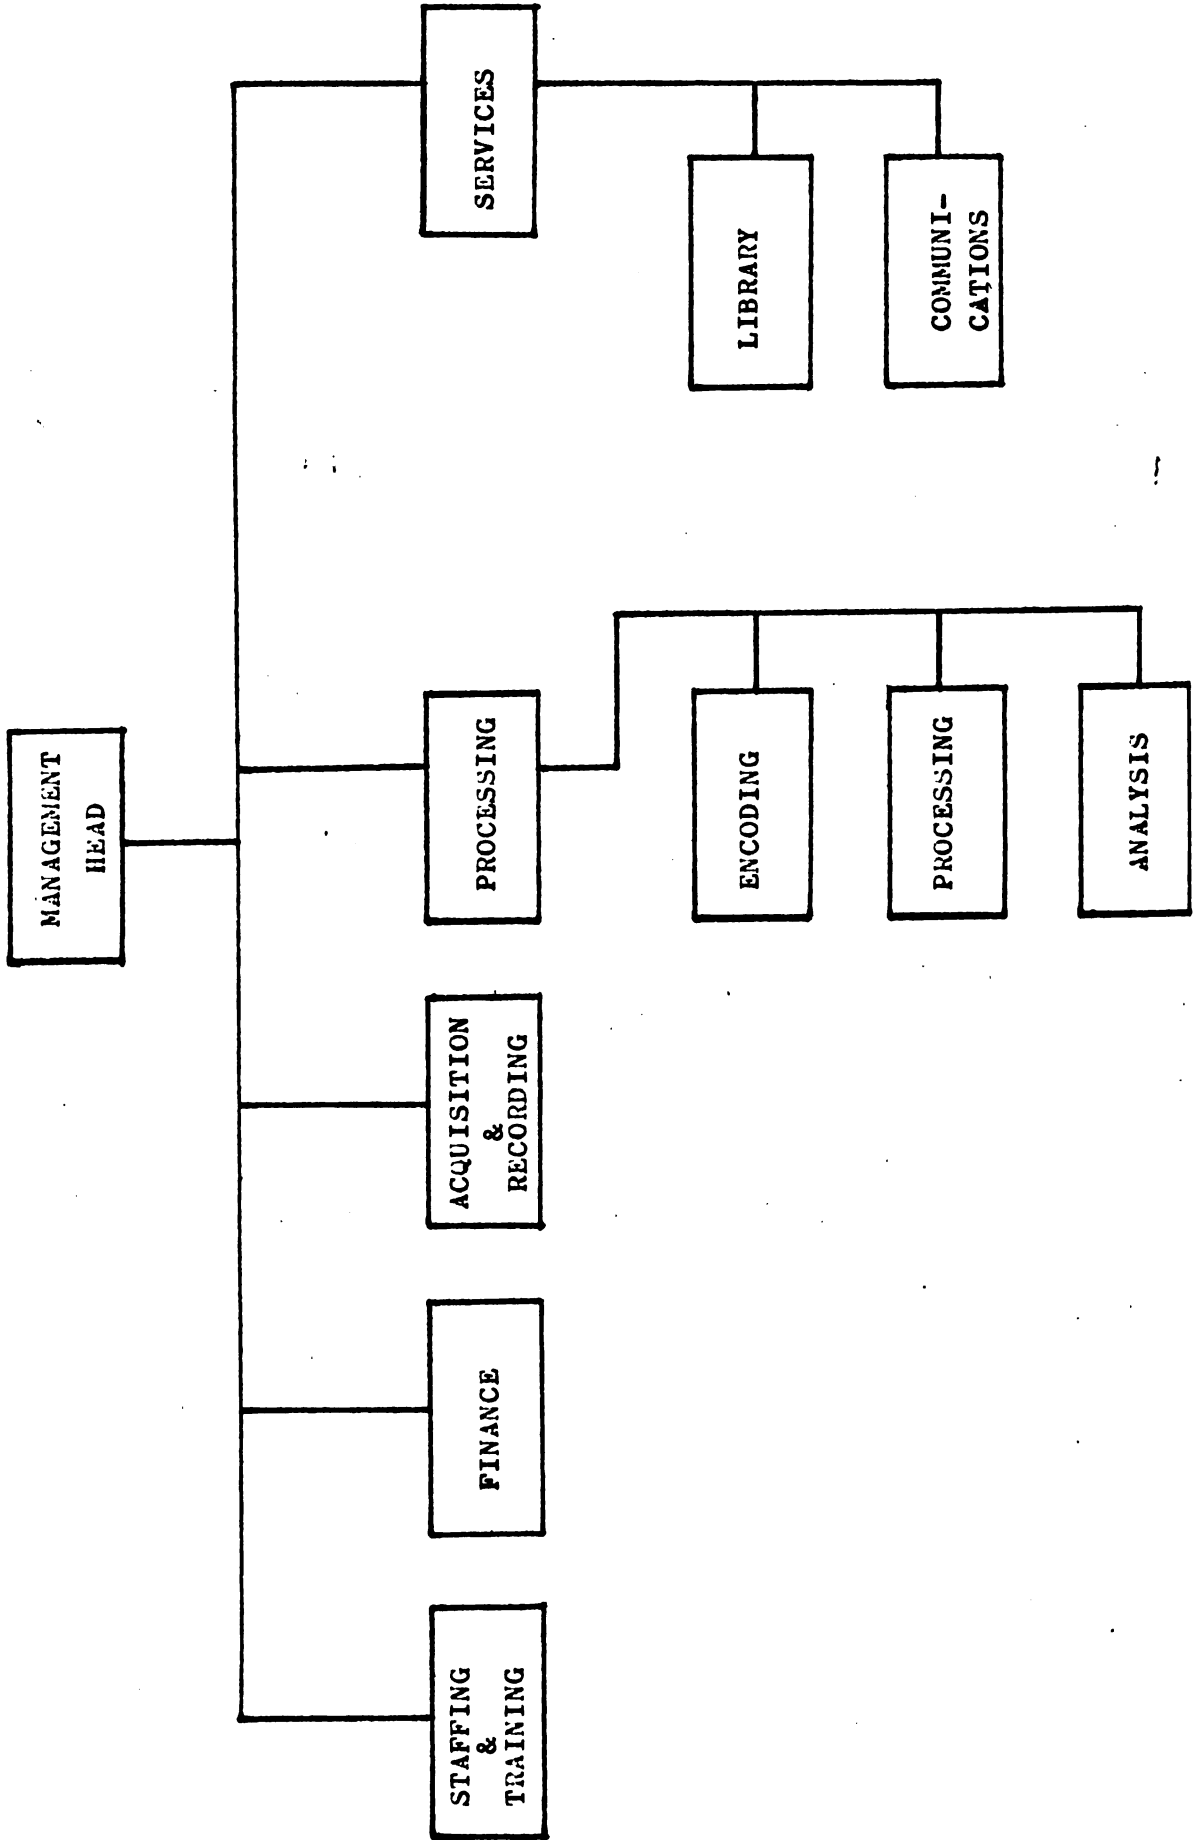 MANAGEMENT
HEAD
STAFFING
&
TRAINING
FINANCE
ACQUISITION
&
RECORDING
PROCESSING
SERVICES
ENCODING
PROCESSING
ANALYSIS
LIBRARY
COMMUNI-
CATIONS